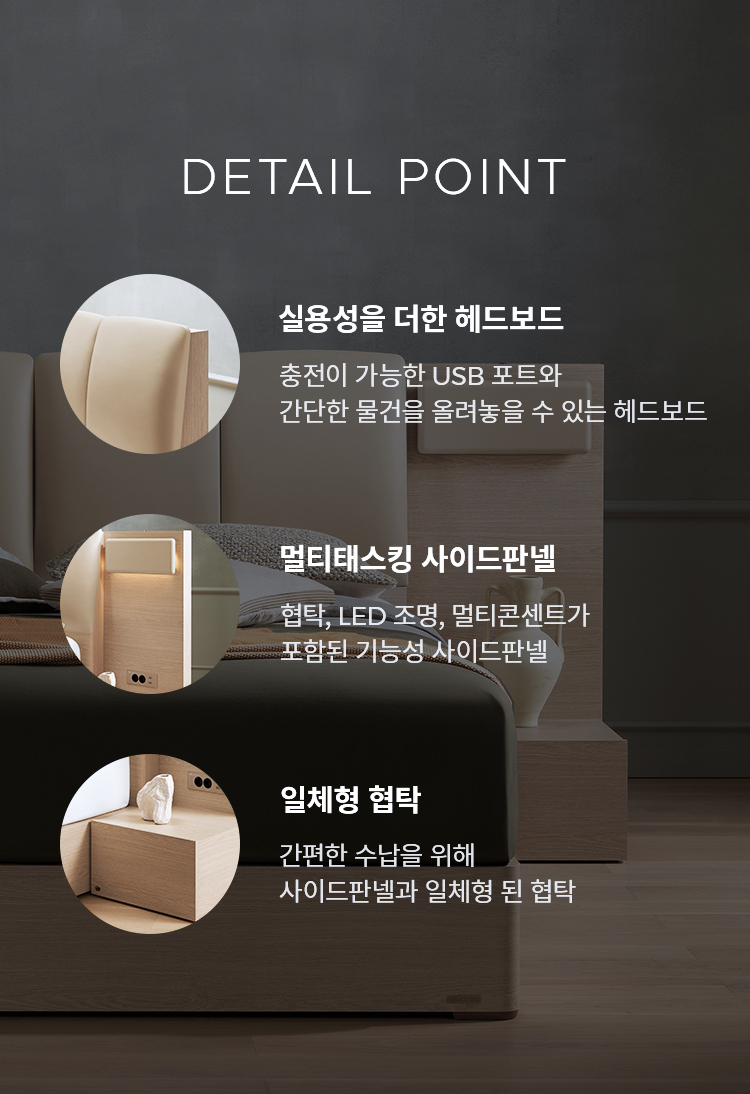 DETAIL POINT
실용성을 더한 헤드보드
충전이 가능한 USB 포트와
간단한 물건을 올려놓을 수 있는 헤드보드
멀티태스킹 사이드판넬
협탁, LED 조명, 멀티콘센트가
포함된 기능성 사이드판넬
일체형 협탁
간편한 수납을 위해
사이드판넬과 일체형 된 협탁